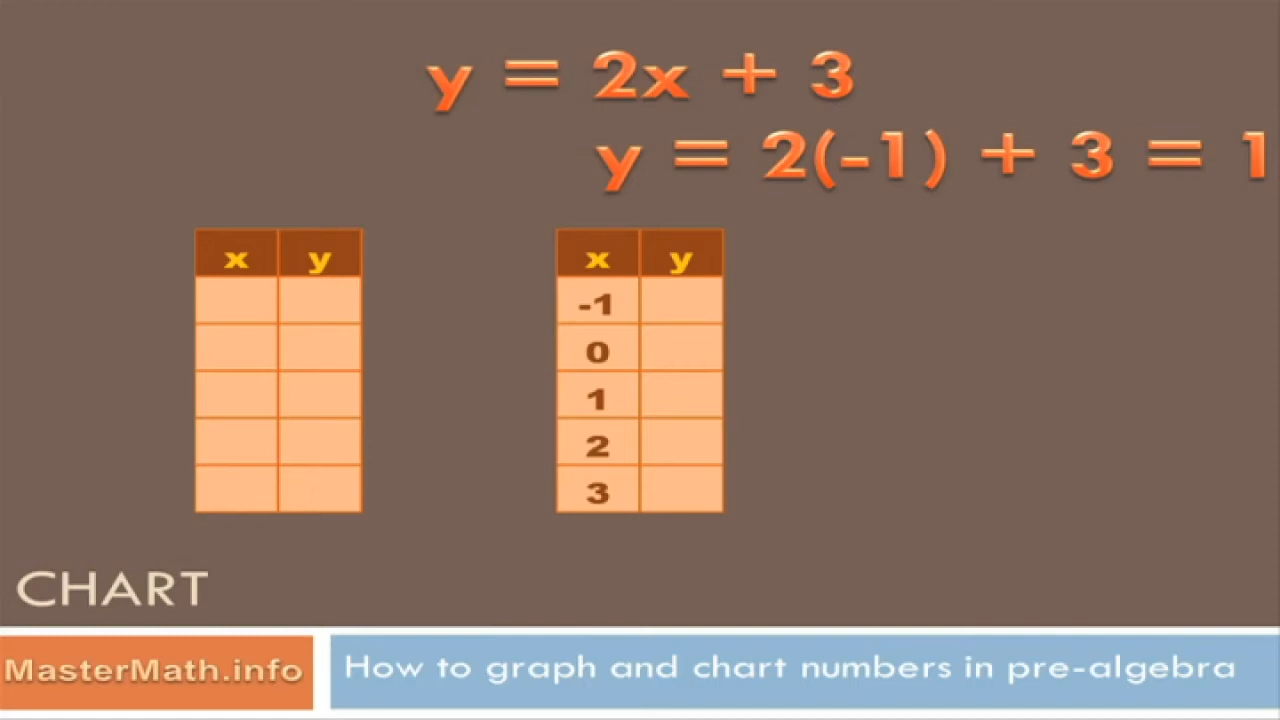 y = 2x + 3
y = 2(-1) + 3 = 1
x y
x y
-1
0
1
2
3
CHART
MasterMath.info
How to graph and chart numbers in pre-algebra